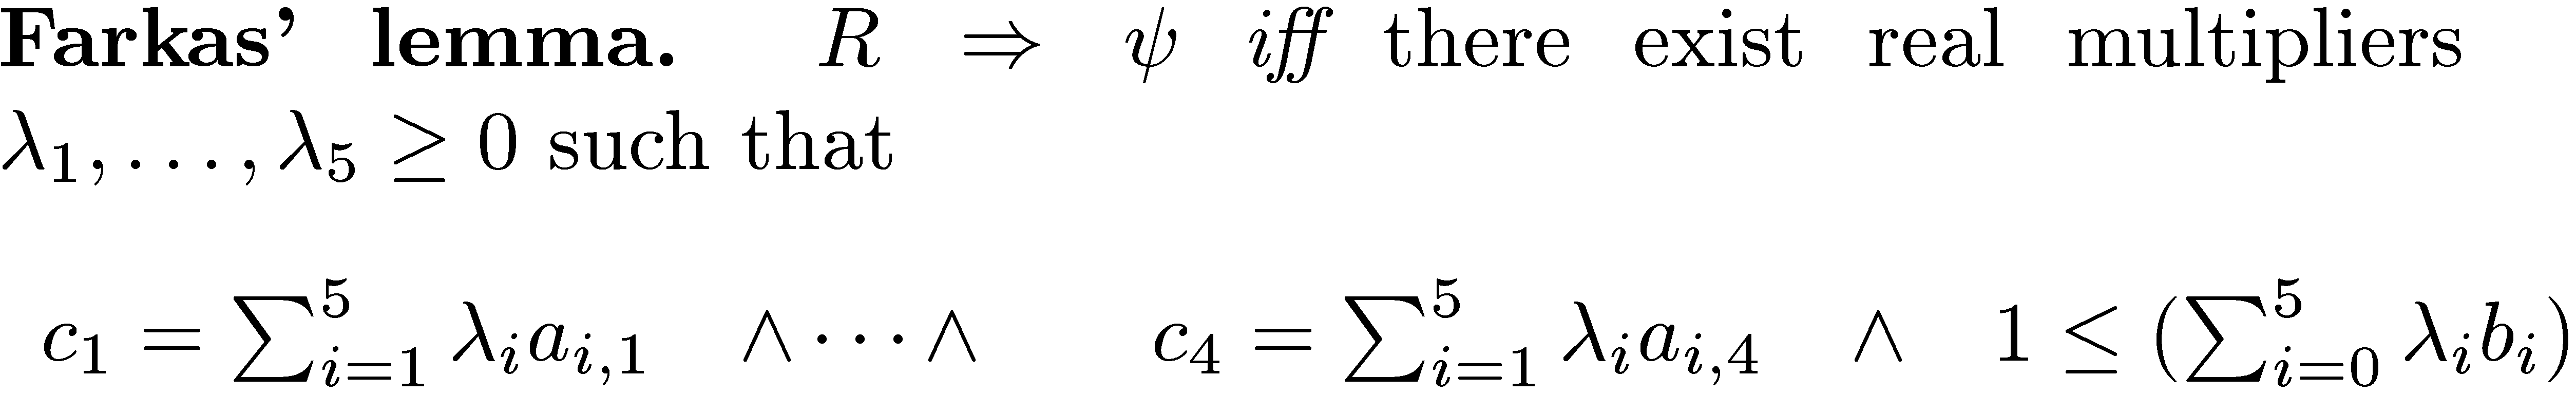 Farkas’ lemma. R ⇒ ψ iff there exist real multipliers
λ₁, . . . , λ₅ ≥ 0 such that
c₁ = ∑⁵ᵢ₌₁ λᵢaᵢ,₁ ∧ · · · ∧ c₄ = ∑⁵ᵢ₌₁ λᵢaᵢ,₄ ∧ 1 ≤ (∑⁵ᵢ₌₀ λᵢbᵢ)